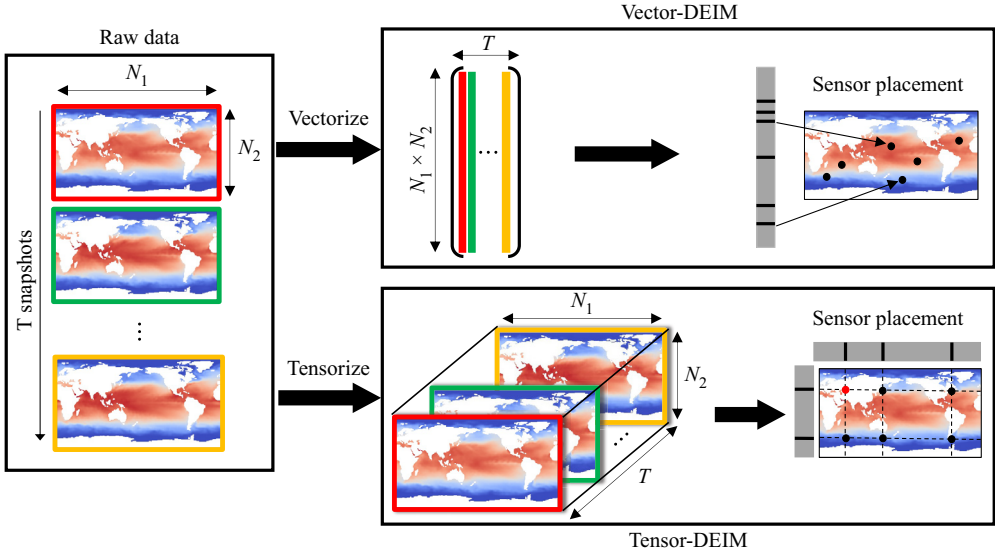 Raw data
N₁
N₂
T snapshots
⋮
Vectorize
Tensorize
Vector-DEIM
T
N₁ × N₂
...
Sensor placement
N₁
N₂
...
T
Sensor placement
Tensor-DEIM